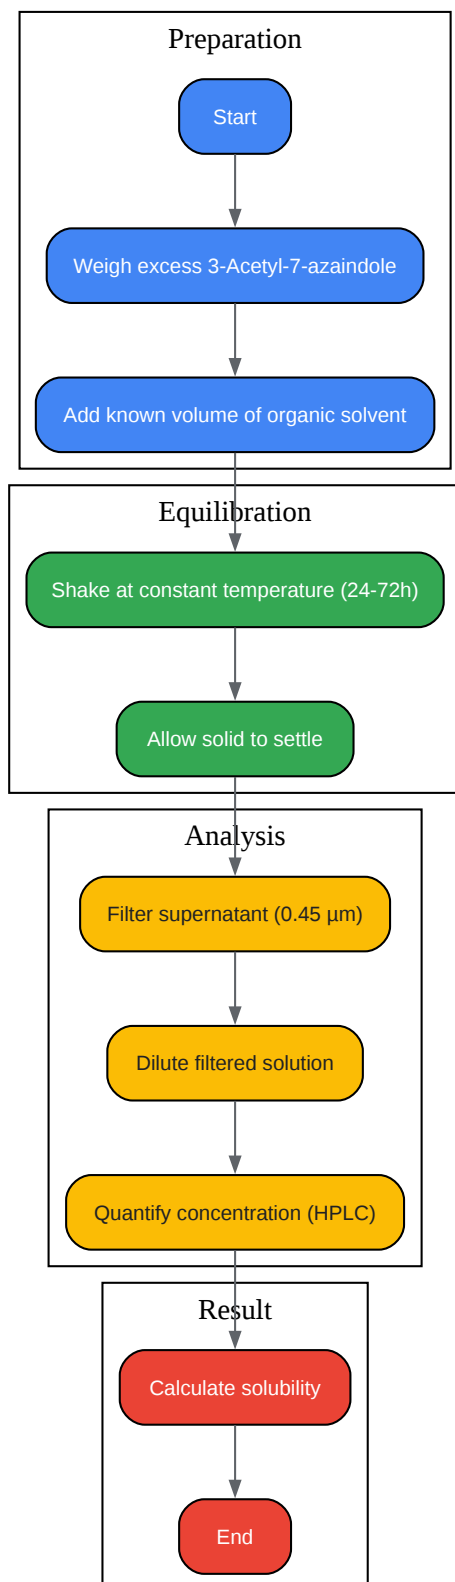 Preparation
Start
Weigh excess 3-Acetyl-7-azaindole
Add known volume of organic solvent
Equilibration
Shake at constant temperature (24-72h)
Allow solid to settle
Analysis
Filter supernatant (0.45 µm)
Dilute filtered solution
Quantify concentration (HPLC)
Result
Calculate solubility
End